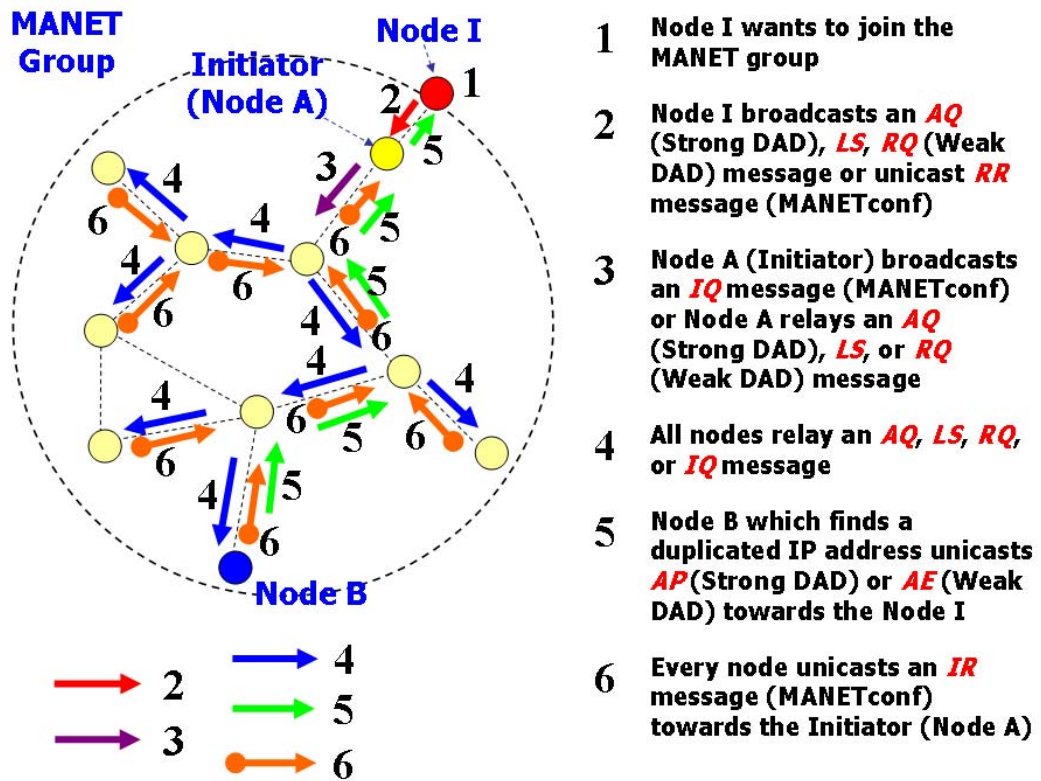 MANET
Group
Node I
Initiator
(Node A)
1
2
5
3
4
6
4
6
5
6
4
6
5
4
6
4
4
6
5
4
6
4
6
5
4
6
Node B
2
3
4
5
6
1 Node I wants to join the
MANET group
2 Node I broadcasts an AQ
(Strong DAD), LS, RQ (Weak
DAD) message or unicast RR
message (MANETconf)
3 Node A (Initiator) broadcasts
an IQ message (MANETconf)
or Node A relays an AQ
(Strong DAD), LS, or RQ
(Weak DAD) message
4 All nodes relay an AQ, LS, RQ,
or IQ message
5 Node B which finds a
duplicated IP address unicasts
AP (Strong DAD) or AE (Weak
DAD) towards the Node I
6 Every node unicasts an IR
message (MANETconf)
towards the Initiator (Node A)